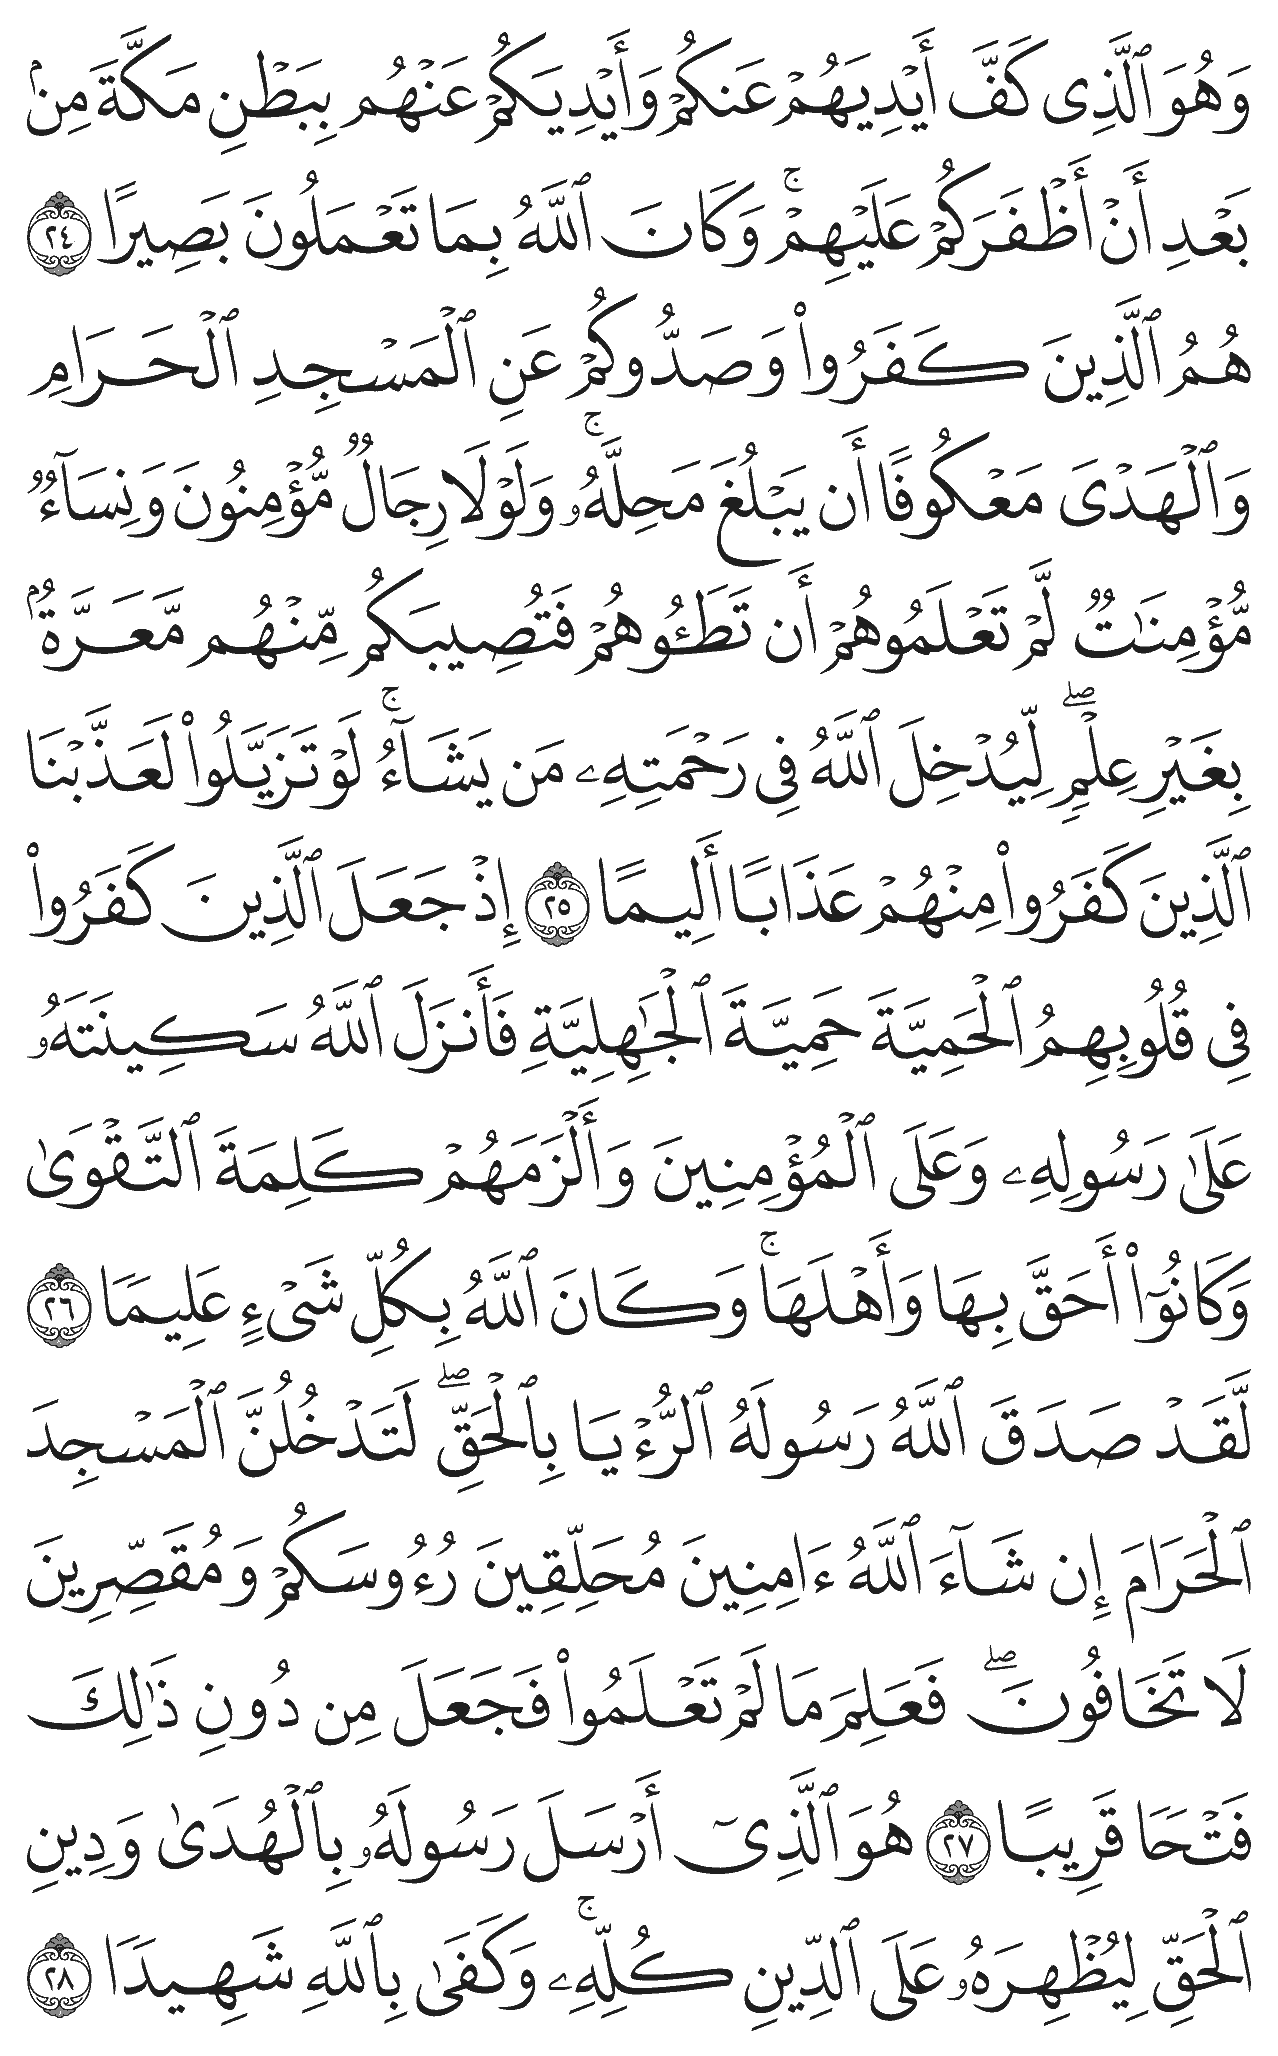 وَهُوَ ٱلَّذِى كَفَّ أَيْدِيَهُمْ عَنكُمْ وَأَيْدِيَكُمْ عَنْهُم بِبَطْنِ مَكَّةَ مِنۢ
بَعْدِ أَنْ أَظْفَرَكُمْ عَلَيْهِمْ ۚ وَكَانَ ٱللَّهُ بِمَا تَعْمَلُونَ بَصِيرًا ٢٤
هُمُ ٱلَّذِينَ كَفَرُوا۟ وَصَدُّوكُمْ عَنِ ٱلْمَسْجِدِ ٱلْحَرَامِ
وَٱلْهَدْىَ مَعْكُوفًا أَن يَبْلُغَ مَحِلَّهُۥ ۚ وَلَوْلَا رِجَالٌ مُّؤْمِنُونَ وَنِسَآءٌ
مُّؤْمِنَـٰتٌ لَّمْ تَعْلَمُوهُمْ أَن تَطَـُٔوهُمْ فَتُصِيبَكُم مِّنْهُم مَّعَرَّةٌۢ
بِغَيْرِ عِلْمٍ ۖ لِّيُدْخِلَ ٱللَّهُ فِى رَحْمَتِهِۦ مَن يَشَآءُ ۚ لَوْ تَزَيَّلُوا۟ لَعَذَّبْنَا
ٱلَّذِينَ كَفَرُوا۟ مِنْهُمْ عَذَابًا أَلِيمًا ٢٥ إِذْ جَعَلَ ٱلَّذِينَ كَفَرُوا۟
فِى قُلُوبِهِمُ ٱلْحَمِيَّةَ حَمِيَّةَ ٱلْجَـٰهِلِيَّةِ فَأَنزَلَ ٱللَّهُ سَكِينَتَهُۥ
عَلَىٰ رَسُولِهِۦ وَعَلَى ٱلْمُؤْمِنِينَ وَأَلْزَمَهُمْ كَلِمَةَ ٱلتَّقْوَىٰ
وَكَانُوٓا۟ أَحَقَّ بِهَا وَأَهْلَهَا ۚ وَكَانَ ٱللَّهُ بِكُلِّ شَىْءٍ عَلِيمًا ٢٦
لَّقَدْ صَدَقَ ٱللَّهُ رَسُولَهُ ٱلرُّءْيَا بِٱلْحَقِّ ۖ لَتَدْخُلُنَّ ٱلْمَسْجِدَ
ٱلْحَرَامَ إِن شَآءَ ٱللَّهُ ءَامِنِينَ مُحَلِّقِينَ رُءُوسَكُمْ وَمُقَصِّرِينَ
لَا تَخَافُونَ ۖ فَعَلِمَ مَا لَمْ تَعْلَمُوا۟ فَجَعَلَ مِن دُونِ ذَٰلِكَ
فَتْحًا قَرِيبًا ٢٧ هُوَ ٱلَّذِىٓ أَرْسَلَ رَسُولَهُۥ بِٱلْهُدَىٰ وَدِينِ
ٱلْحَقِّ لِيُظْهِرَهُۥ عَلَى ٱلدِّينِ كُلِّهِۦ ۚ وَكَفَىٰ بِٱللَّهِ شَهِيدًا ٢٨